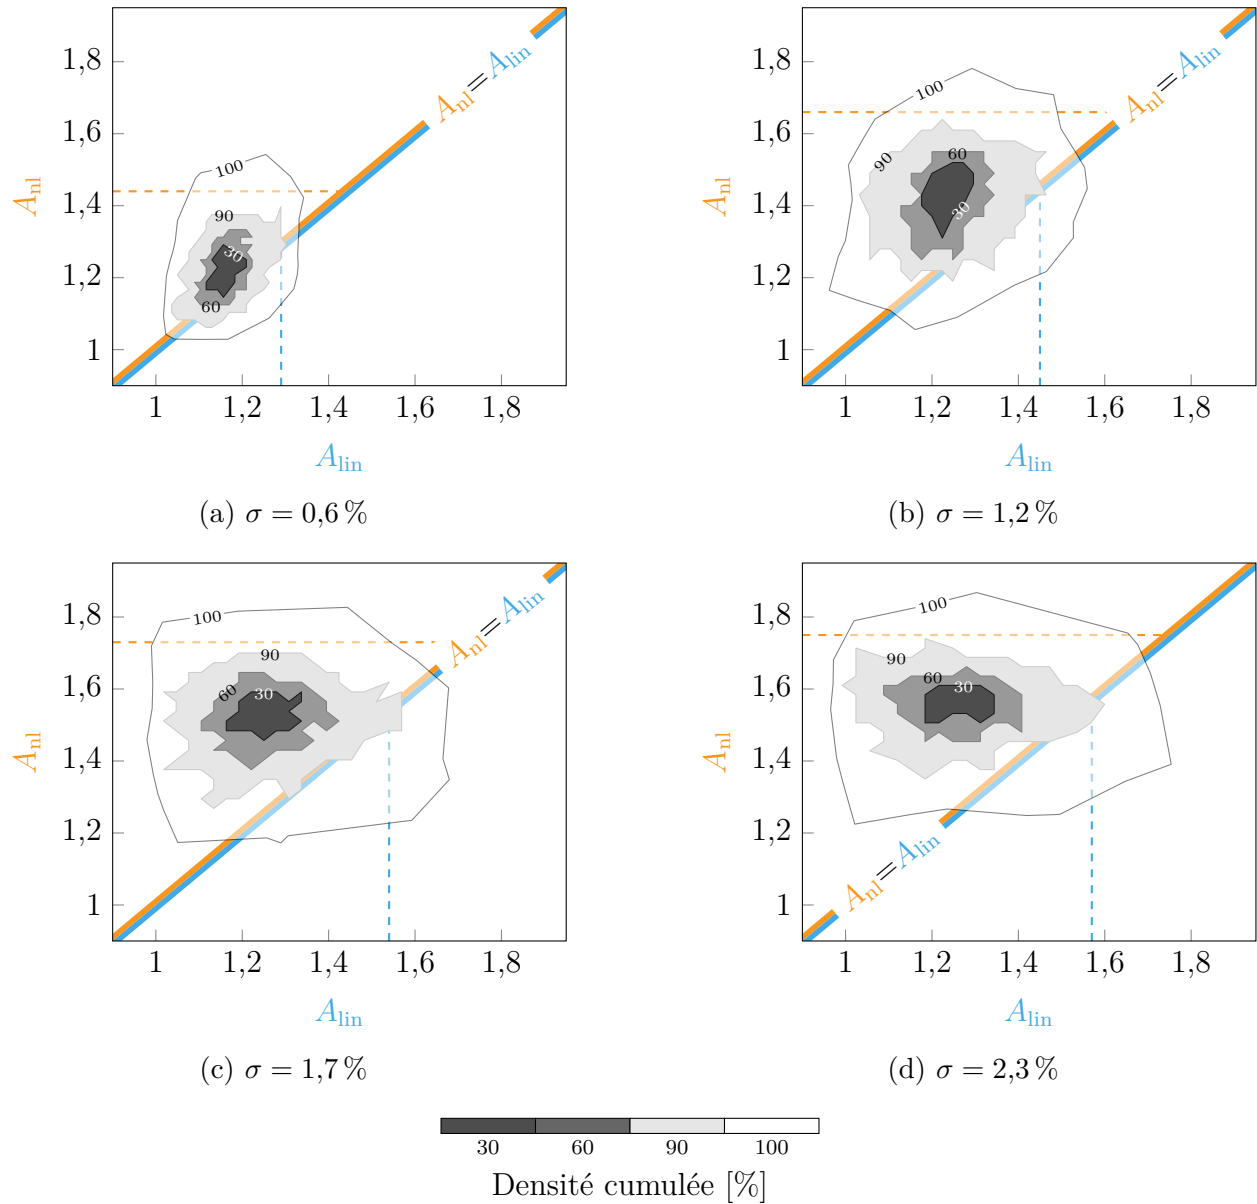 1,8
1,6
1,4
1,2
1
A_nl
100
90
60
30
A_nl=A_lin
1 1,2 1,4 1,6 1,8
A_lin
(a) σ = 0,6 %
1,8
1,6
1,4
1,2
1
A_nl
100
90
60
30
A_nl=A_lin
1 1,2 1,4 1,6 1,8
A_lin
(b) σ = 1,2 %
1,8
1,6
1,4
1,2
1
A_nl
100
90
60
30
A_nl=A_lin
1 1,2 1,4 1,6 1,8
A_lin
(c) σ = 1,7 %
1,8
1,6
1,4
1,2
1
A_nl
100
90
60
30
A_nl=A_lin
1 1,2 1,4 1,6 1,8
A_lin
(d) σ = 2,3 %
30 60 90 100
Densité cumulée [%]